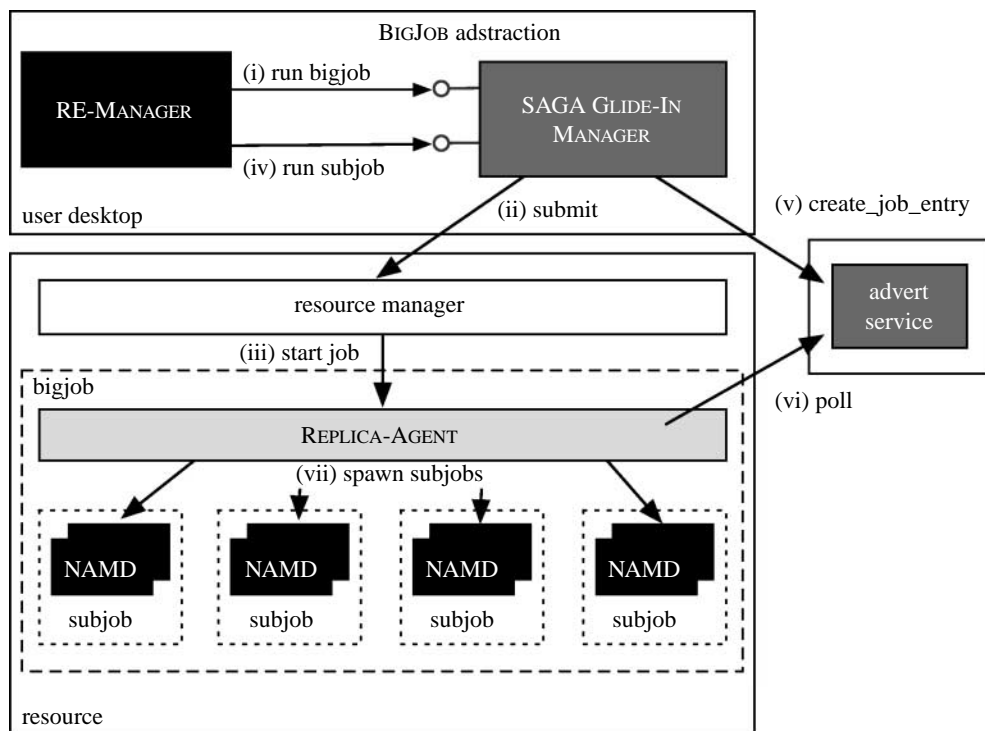 BIGJOB adstraction
(i) run bigjob
RE-MANAGER
SAGA GLIDE-IN
MANAGER
(iv) run subjob
user desktop
(ii) submit
(v) create_job_entry
resource manager
advert
service
(iii) start job
bigjob
(vi) poll
REPLICA-AGENT
(vii) spawn subjobs
NAMD
NAMD
NAMD
NAMD
subjob
subjob
subjob
subjob
resource